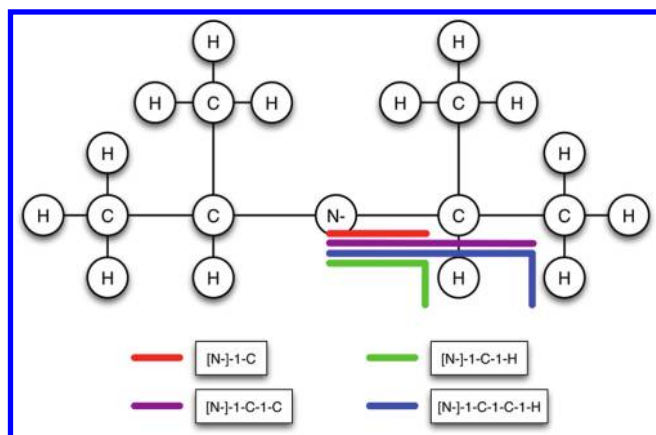 H H
H C H H C H
H H
H C C N- C C H
H H H H
[N-]-1-C [N-]-1-C-1-H
[N-]-1-C-1-C [N-]-1-C-1-C-1-H